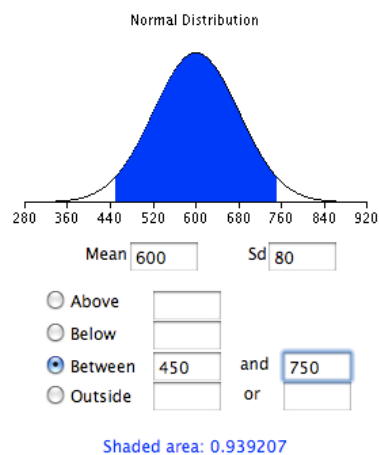 Normal Distribution
280 360 440 520 600 680 760 840 920
Mean 600 Sd 80
Above
Below
Between 450 and 750
Outside or
Shaded area: 0.939207